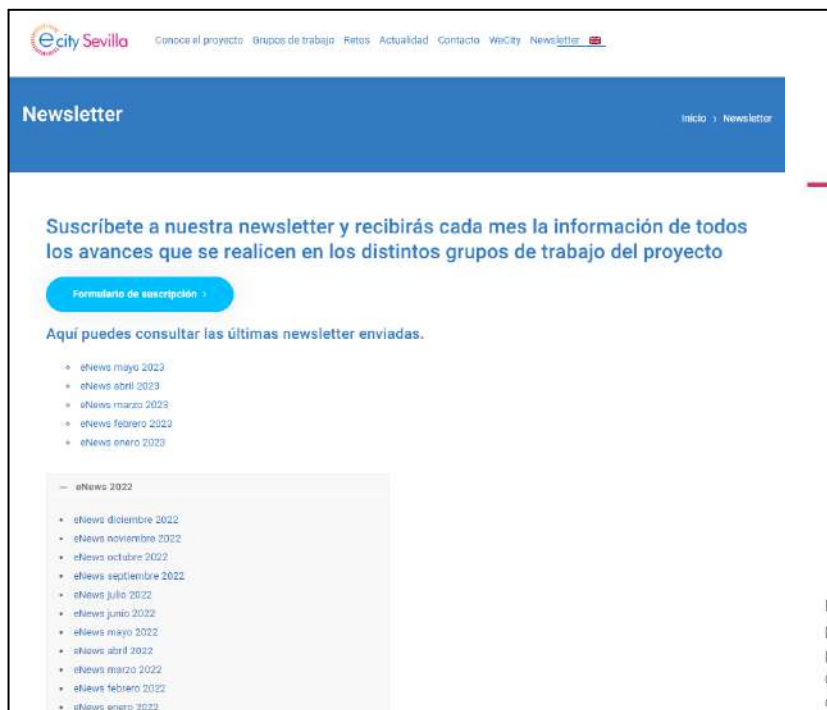 ecity Sevilla
Conoce el proyecto Grupos de trabajo Retos Actualidad Contacto WeCity Newsletter
Newsletter
Inicio > Newsletter
Suscríbete a nuestra newsletter y recibirás cada mes la información de todos
los avances que se realicen en los distintos grupos de trabajo del proyecto
Formulario de suscripción >
Aquí puedes consultar las últimas newsletter enviadas.
eNews mayo 2023
eNews abril 2023
eNews marzo 2023
eNews febrero 2023
eNews enero 2023
— eNews 2022
eNews diciembre 2022
eNews noviembre 2022
eNews octubre 2022
eNews septiembre 2022
eNews julio 2022
eNews junio 2022
eNews mayo 2022
eNews abril 2022
eNews marzo 2022
eNews febrero 2022
eNews enero 2022